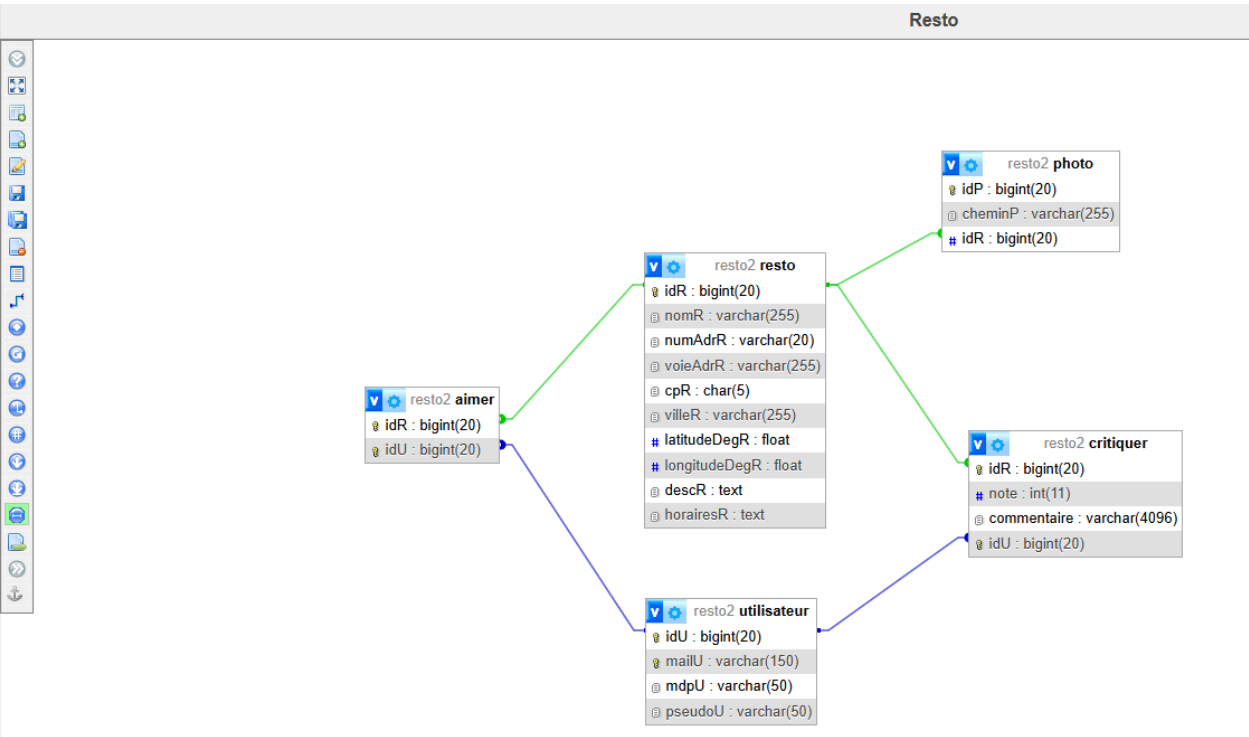 Resto
resto2 photo
idP : bigint(20)
cheminP : varchar(255)
# idR : bigint(20)
resto2 resto
idR : bigint(20)
nomR : varchar(255)
numAdrR : varchar(20)
voieAdrR : varchar(255)
cpR : char(5)
villeR : varchar(255)
# latitudeDegR : float
# longitudeDegR : float
descR : text
horairesR : text
resto2 aimer
idR : bigint(20)
idU : bigint(20)
resto2 critiquer
idR : bigint(20)
# note : int(11)
commentaire : varchar(4096)
idU : bigint(20)
resto2 utilisateur
idU : bigint(20)
mailU : varchar(150)
mdpU : varchar(50)
pseudoU : varchar(50)